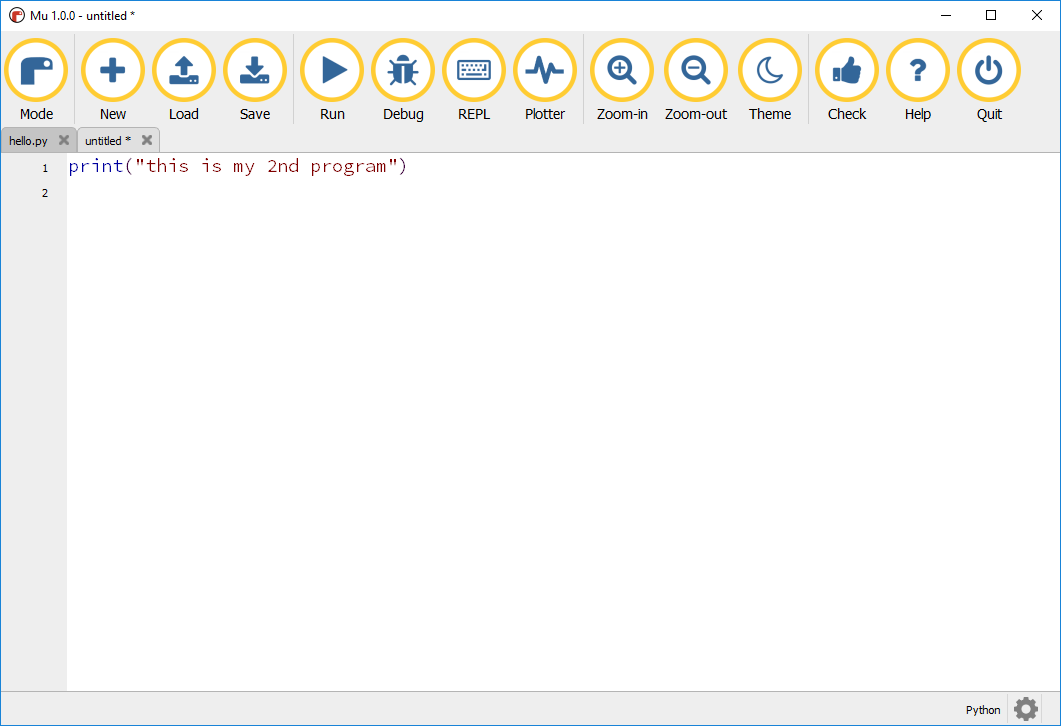 Mu 1.0.0 - untitled *
Mode New Load Save Run Debug REPL Plotter Zoom-in Zoom-out Theme Check Help Quit
hello.py untitled *
1 print("this is my 2nd program")
2
Python